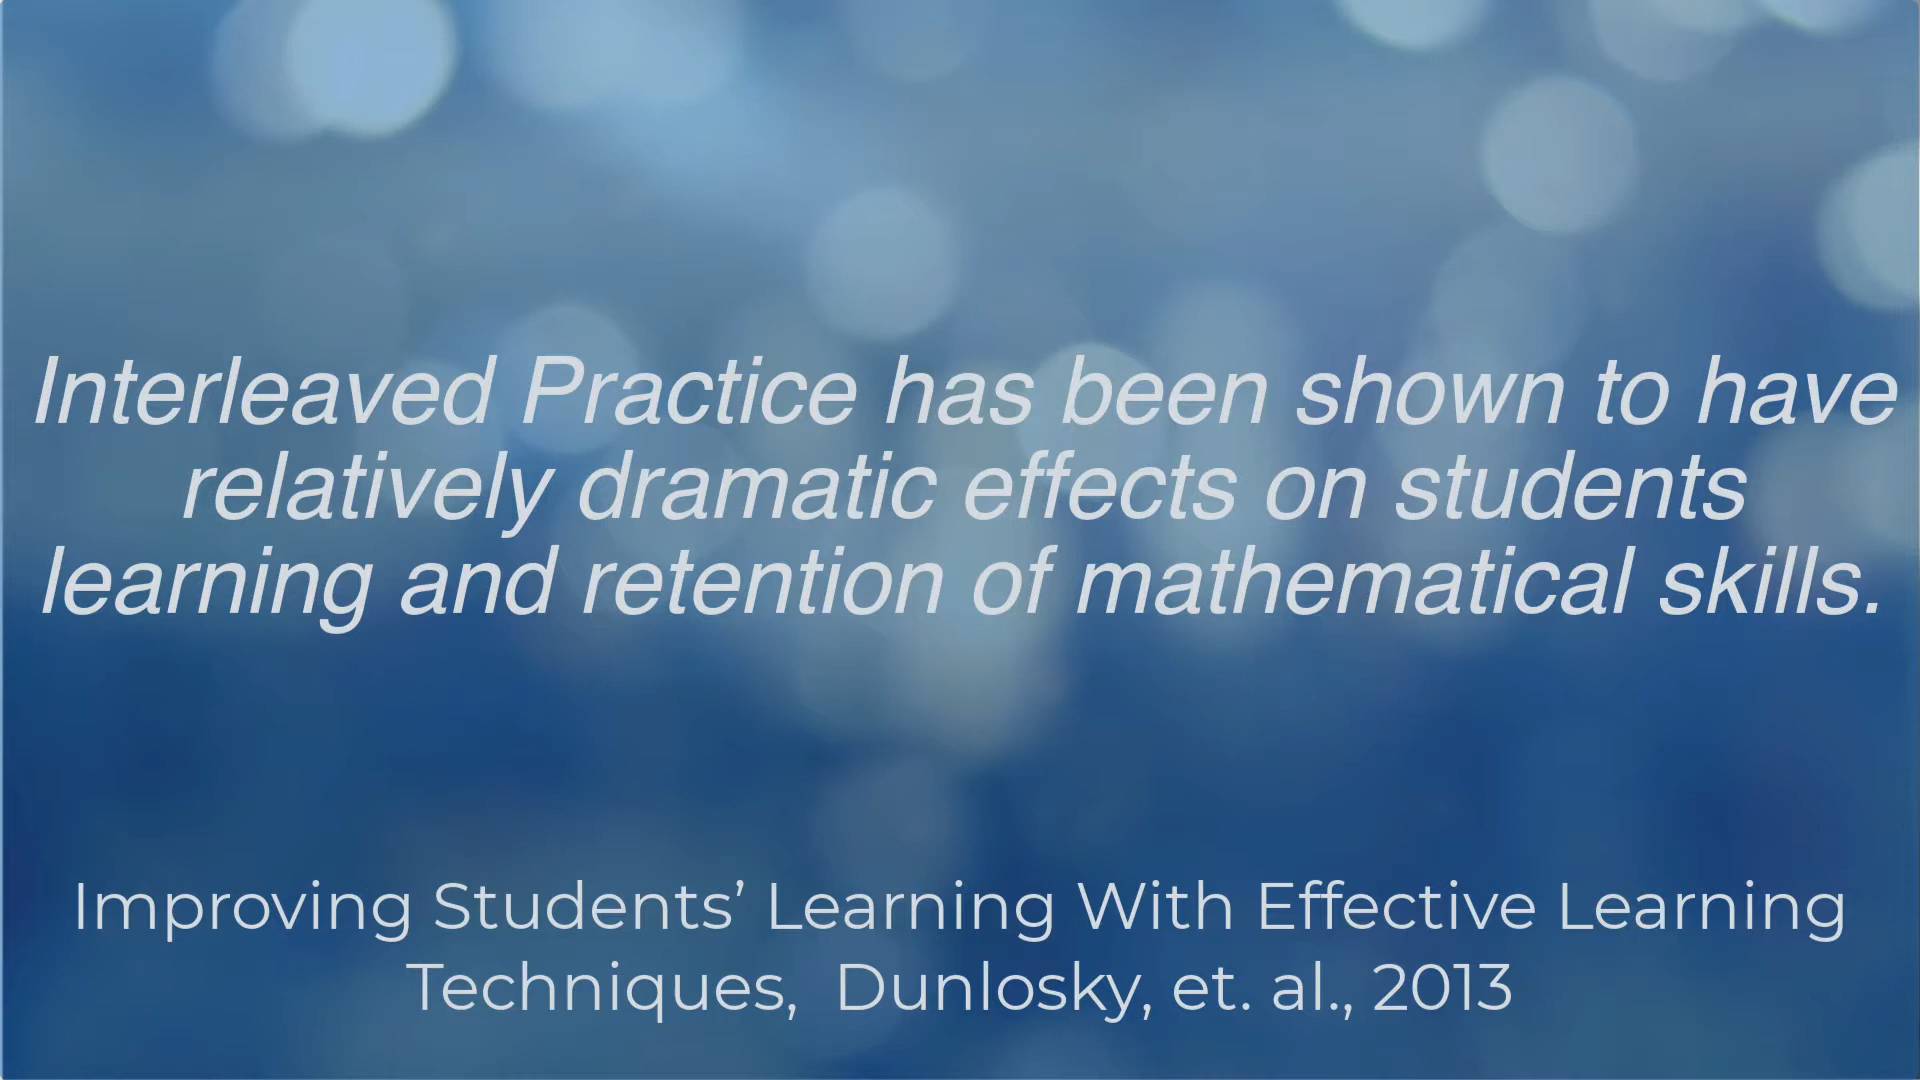 Interleaved Practice has been shown to have
relatively dramatic effects on students
learning and retention of mathematical skills.
Improving Students’ Learning With Effective Learning
Techniques,  Dunlosky, et. al., 2013